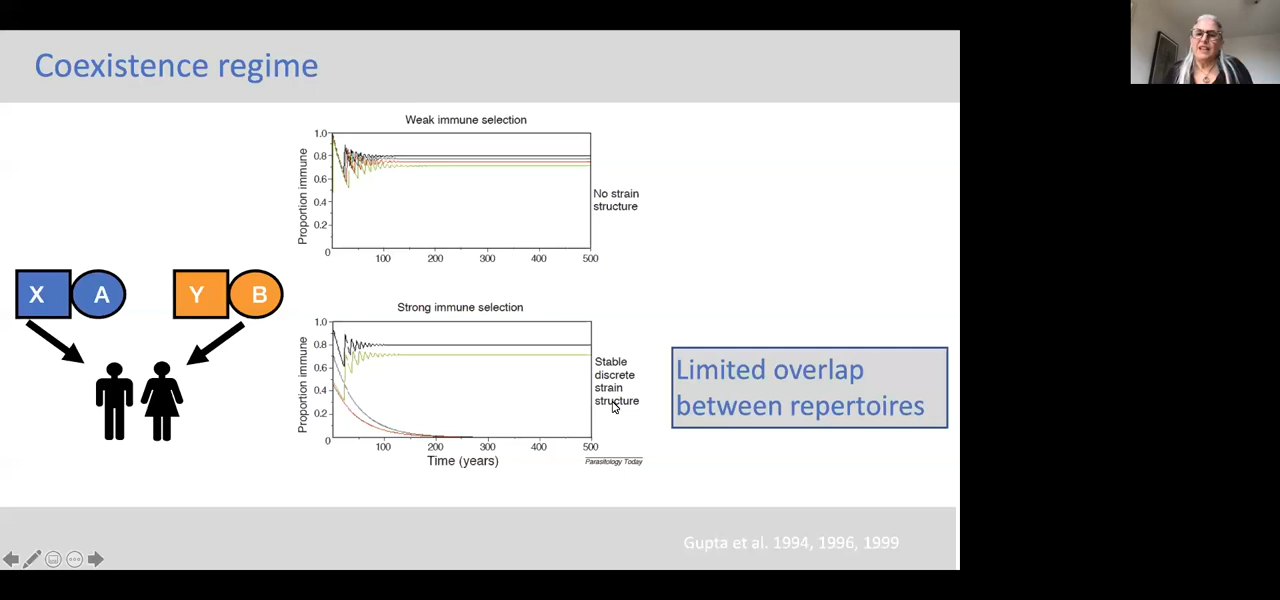 Coexistence regime
Weak immune selection
Proportion immune
1.0
0.8
0.6
0.4
0.2
0
100
200
300
400
500
No strain
structure
X
A
Y
B
Strong immune selection
Proportion immune
1.0
0.8
0.6
0.4
0.2
0
100
200
300
400
500
Time (years)
Stable
discrete
strain
structure
Parasitology Today
Limited overlap
between repertoires
Gupta et al. 1994, 1996, 1999